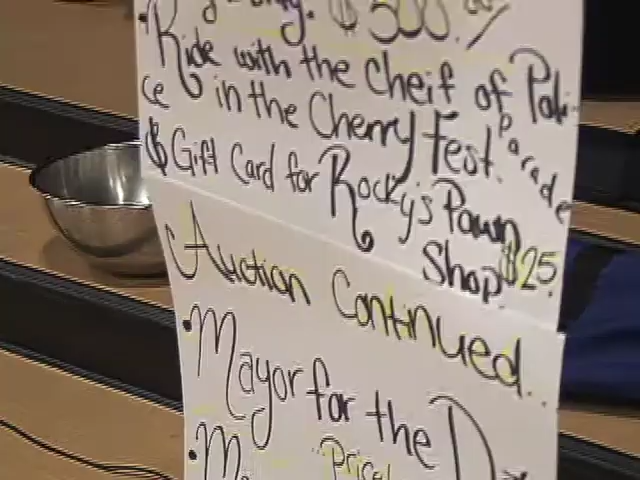 $500.00/
• Ride with the Cheif of Poli-
ce in the Cherry Fest. Parade
$ Gift Card for Rocky's Pawn
Shop $25.
Auction Continued...
• Mayor for the
price!